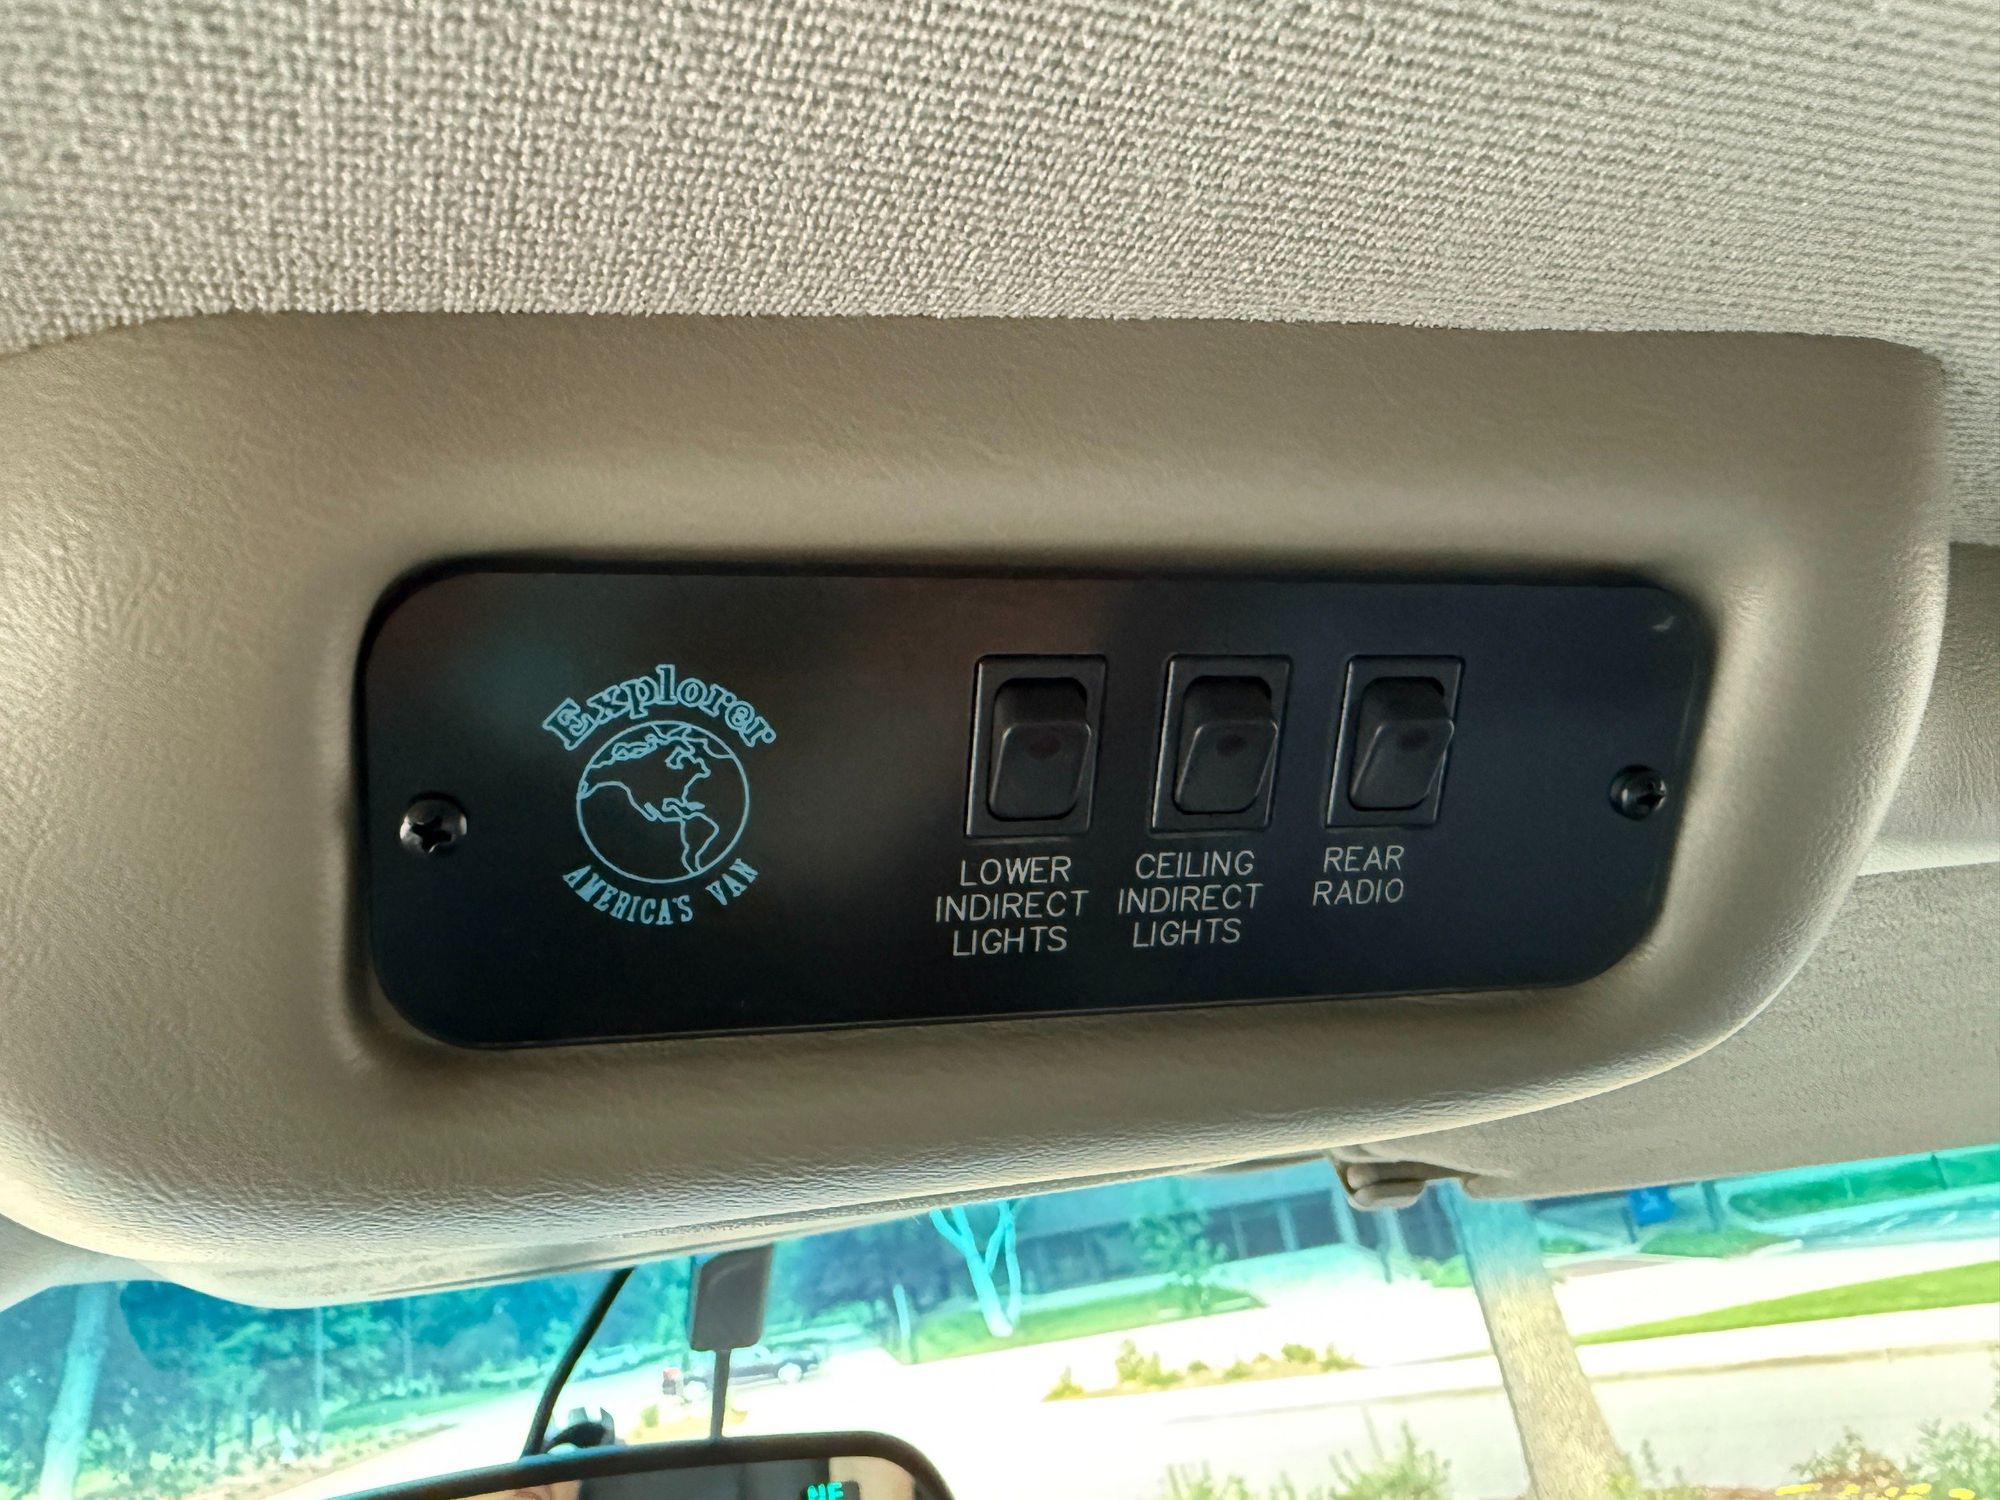 Explorer
AMERICA'S VAN
LOWER
INDIRECT
LIGHTS
CEILING
INDIRECT
LIGHTS
REAR
RADIO